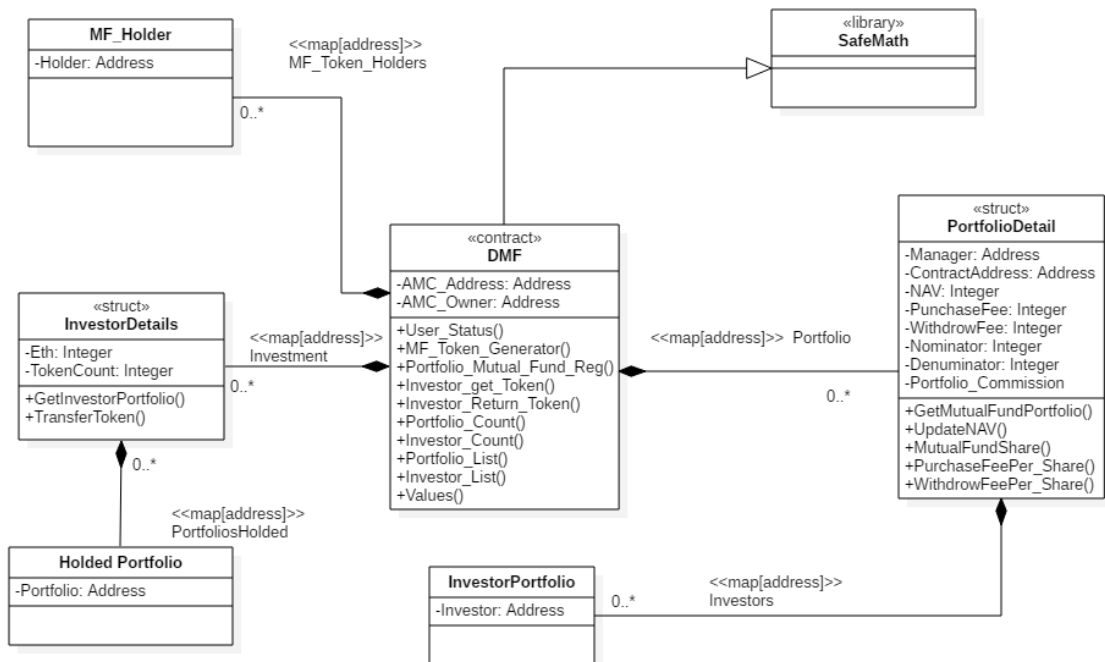 MF_Holder
-Holder: Address
<<map[address]>>
MF_Token_Holders
0..*
«library»
SafeMath
«contract»
DMF
-AMC_Address: Address
-AMC_Owner: Address
+User_Status()
+MF_Token_Generator()
+Portfolio_Mutual_Fund_Reg()
+Investor_get_Token()
+Investor_Return_Token()
+Portfolio_Count()
+Investor_Count()
+Portfolio_List()
+Investor_List()
+Values()
«struct»
InvestorDetails
-Eth: Integer
-TokenCount: Integer
+GetInvestorPortfolio()
+TransferToken()
<<map[address]>>
Investment
0..*
0..*
<<map[address]>>
PortfoliosHolded
Holded Portfolio
-Portfolio: Address
<<map[address]>> Portfolio
0..*
«struct»
PortfolioDetail
-Manager: Address
-ContractAddress: Address
-NAV: Integer
-PunchaseFee: Integer
-WithdrowFee: Integer
-Nominator: Integer
-Denuminator: Integer
-Portfolio_Commission
+GetMutualFundPortfolio()
+UpdateNAV()
+MutualFundShare()
+PurchaseFeePer_Share()
+WithdrowFeePer_Share()
InvestorPortfolio
-Investor: Address
0..*
<<map[address]>>
Investors